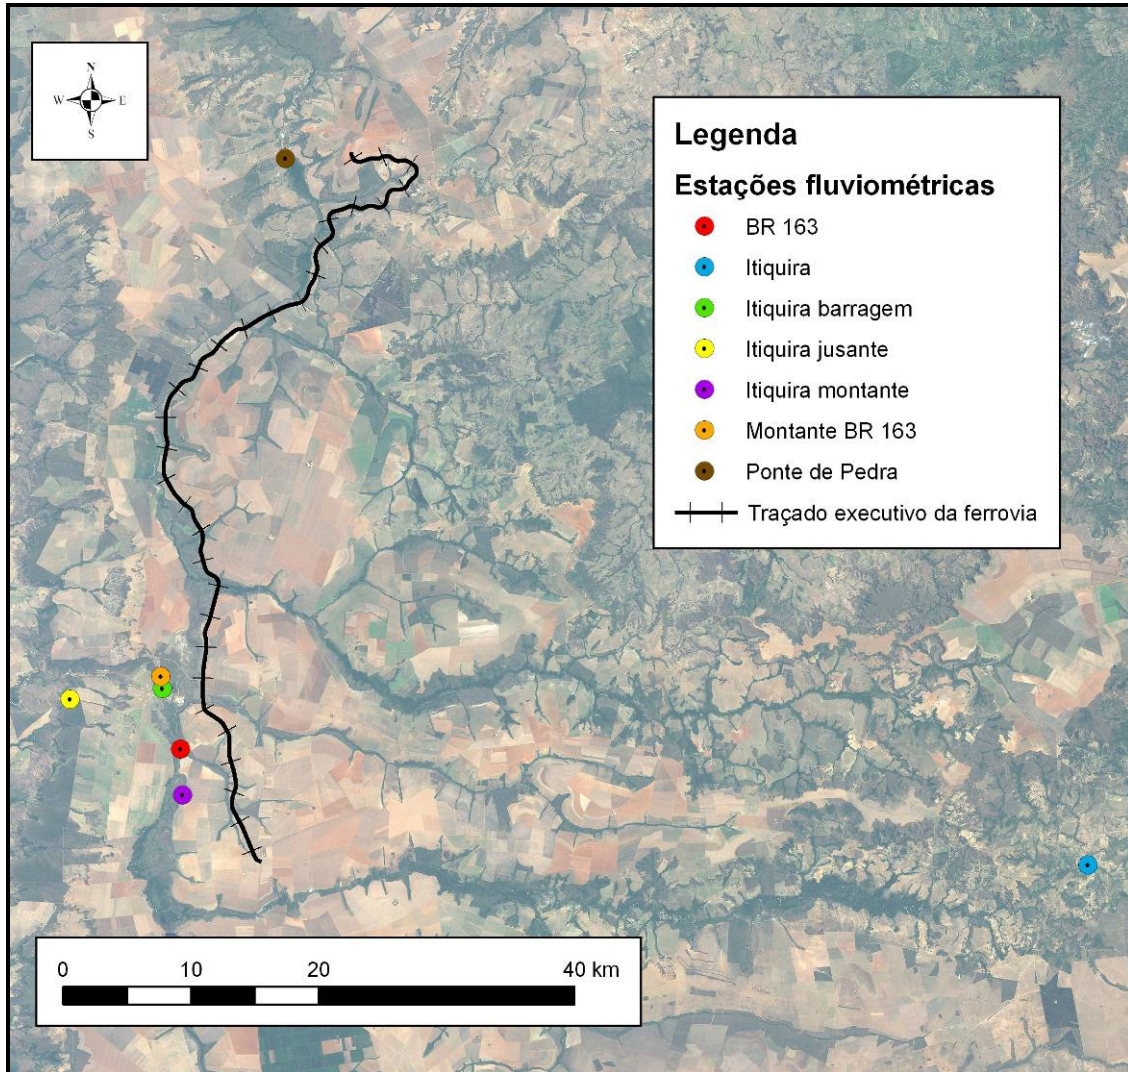 N
W E
S
Legenda
Estações fluviométricas
BR 163
Itiquira
Itiquira barragem
Itiquira jusante
Itiquira montante
Montante BR 163
Ponte de Pedra
Traçado executivo da ferrovia
0 10 20 40 km